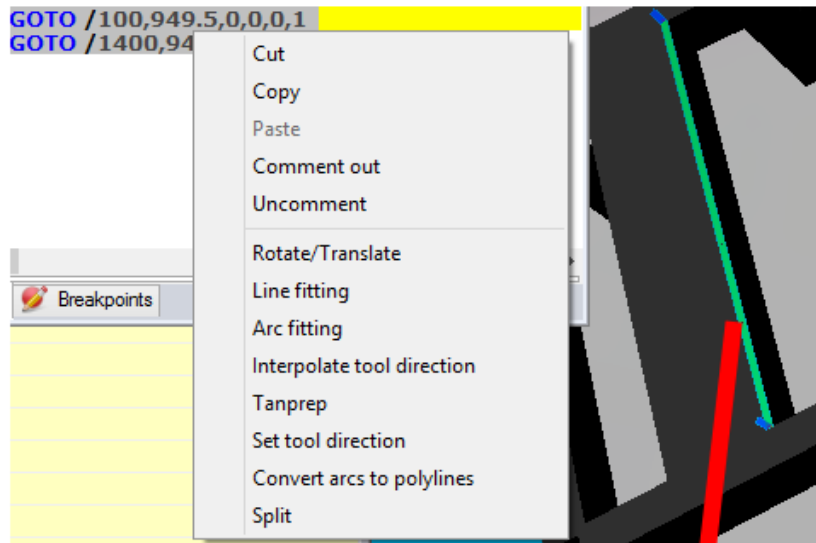 GOTO /100,949.5,0,0,0,1
GOTO /1400,94
Cut
Copy
Paste
Comment out
Uncomment
Rotate/Translate
Line fitting
Arc fitting
Breakpoints
Interpolate tool direction
Tanprep
Set tool direction
Convert arcs to polylines
Split